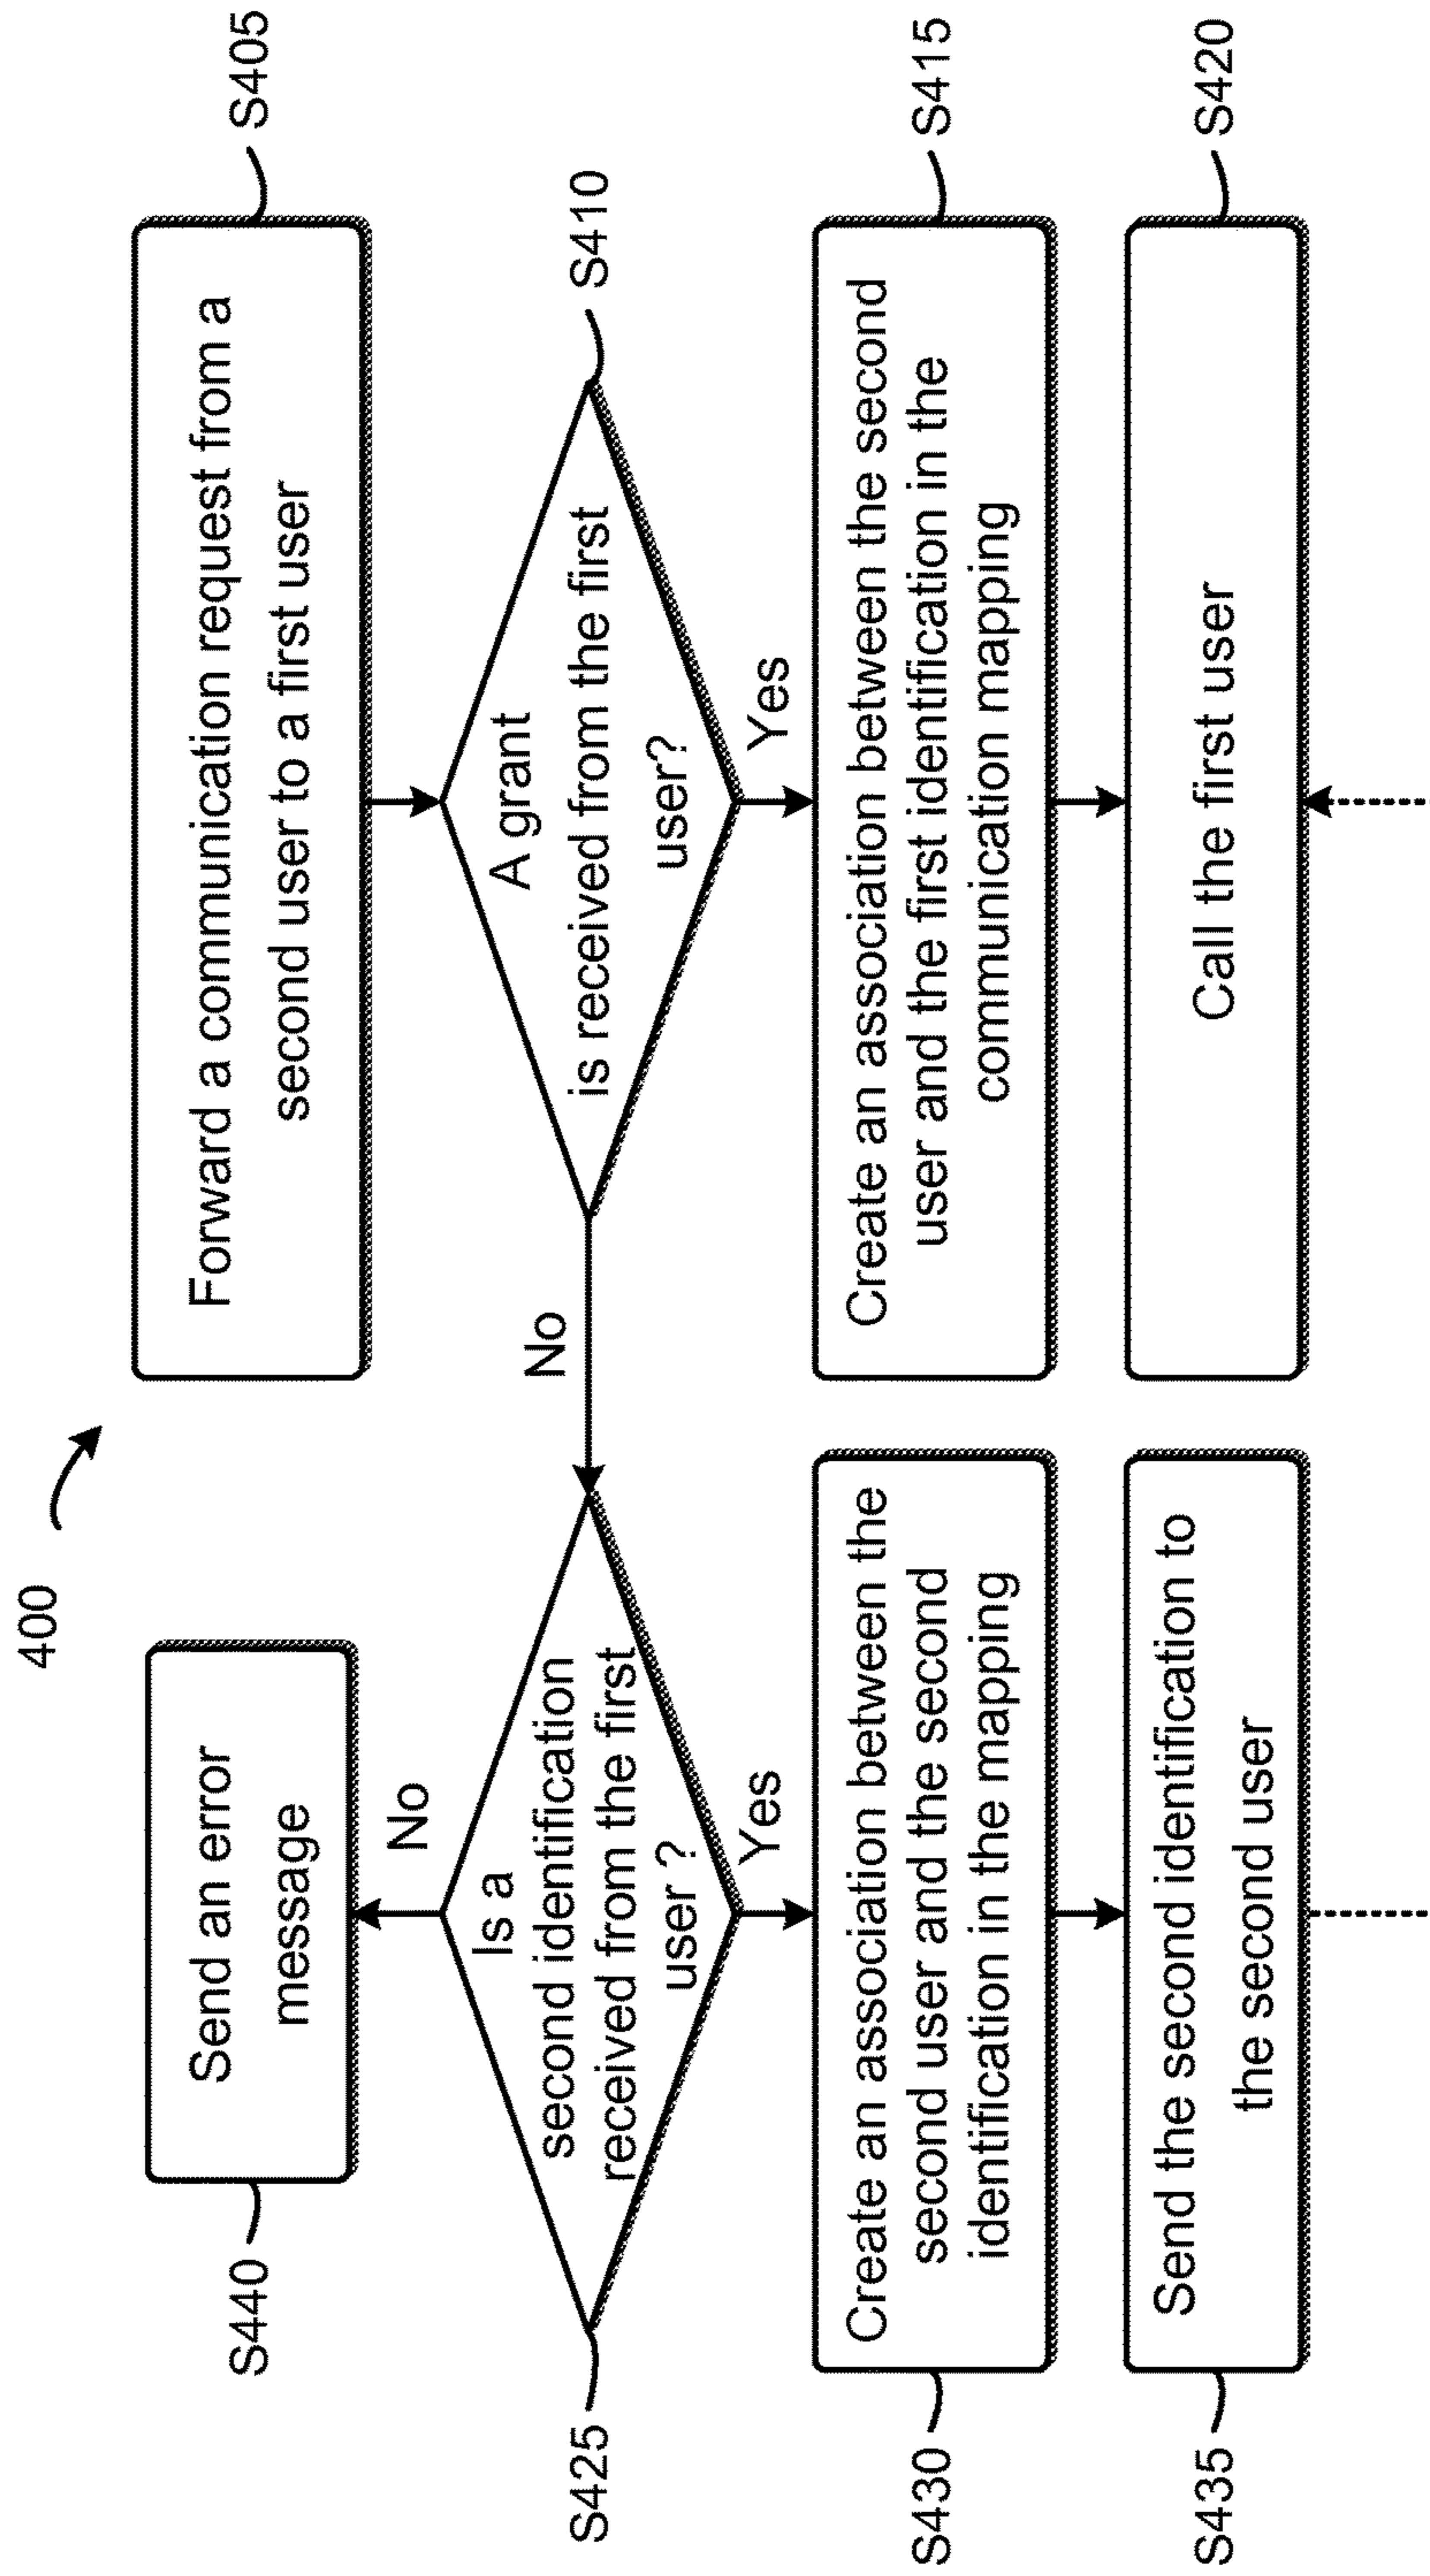 400
Forward a communication request from a
second user to a first user
S405
A grant
is received from the first
user?
S410
No
Yes
Create an association between the second
user and the first identification in the
communication mapping
S415
Call the first user
S420
Send an error
message
S440
No
Is a
second identification
received from the first
user ?
S425
Yes
Create an association between the
second user and the second
identification in the mapping
S430
Send the second identification to
the second user
S435